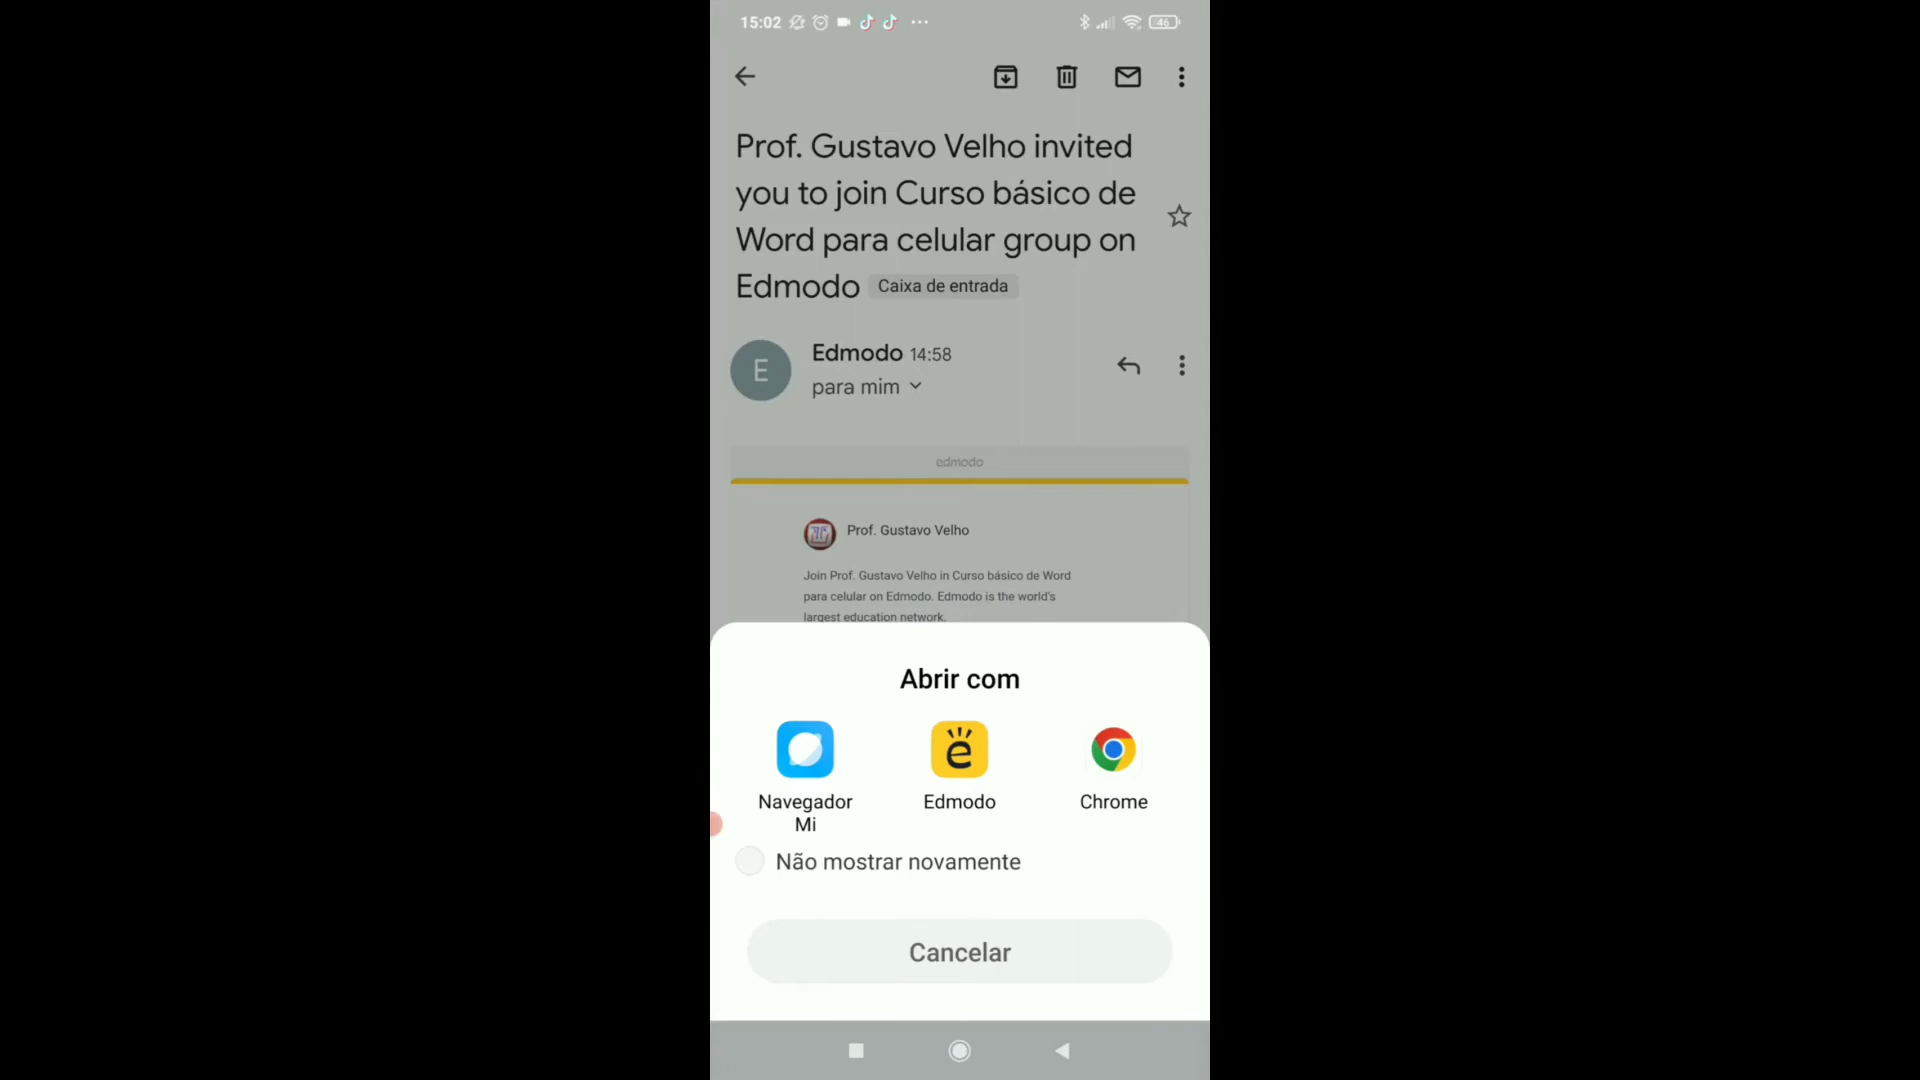 15:02
46
Prof. Gustavo Velho invited
you to join Curso básico de
Word para celular group on
Edmodo Caixa de entrada
E
Edmodo 14:58
para mim
edmodo
Prof. Gustavo Velho
Join Prof. Gustavo Velho in Curso básico de Word
para celular on Edmodo. Edmodo is the world's
largest education network.
Abrir com
Navegador
Mi
Edmodo
Chrome
Não mostrar novamente
Cancelar